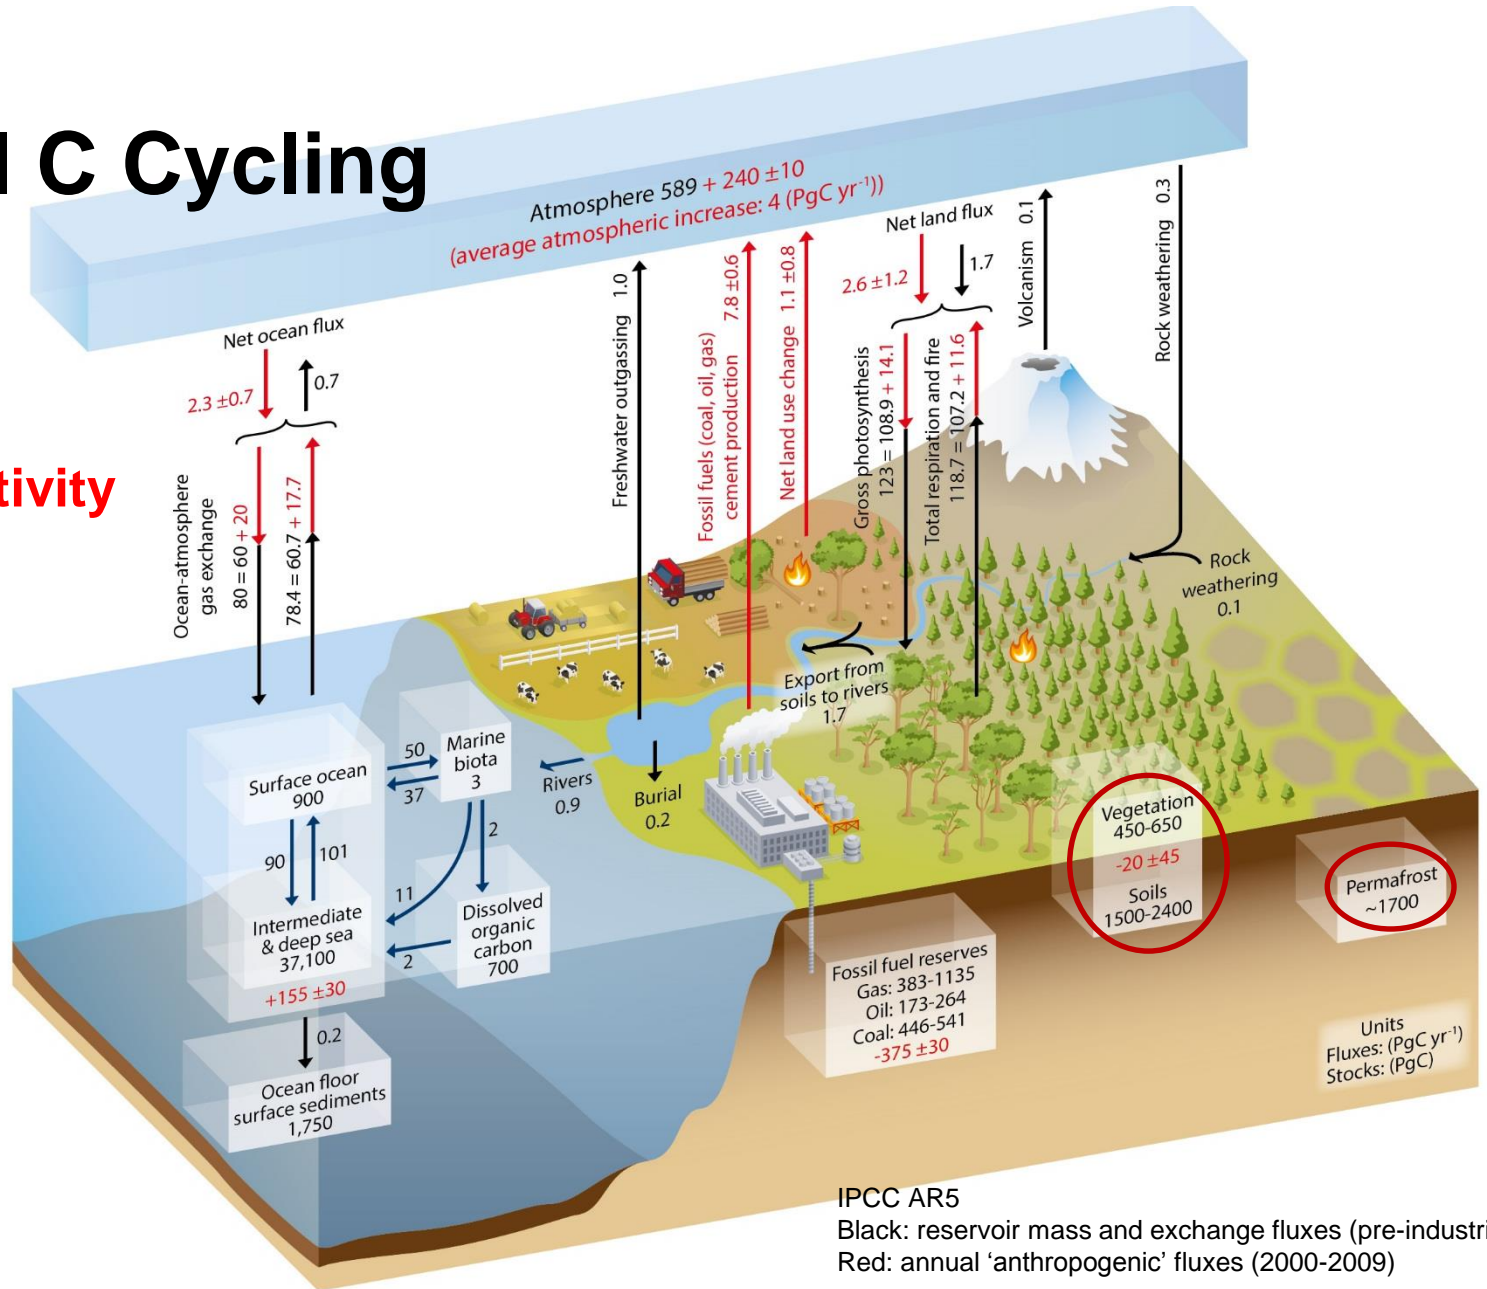 C Cycling
tivity
Atmosphere 589 + 240 ±10
(average atmospheric increase: 4 (PgC yr⁻¹))
Net ocean flux
2.3 ±0.7
0.7
Ocean-atmosphere
gas exchange
80 = 60 + 20
78.4 = 60.7 + 17.7
Freshwater outgassing 1.0
Fossil fuels (coal, oil, gas)
cement production 7.8 ±0.6
Net land use change 1.1 ±0.8
Net land flux
2.6 ±1.2
1.7
Gross photosynthesis
123 = 108.9 + 14.1
Total respiration and fire
118.7 = 107.2 + 11.6
Volcanism 0.1
Rock weathering 0.3
Rock
weathering
0.1
Export from
soils to rivers
1.7
Surface ocean
900
50
37
Marine
biota
3
Rivers
0.9
Burial
0.2
90
101
2
11
2
Intermediate
& deep sea
37,100
+155 ±30
Dissolved
organic
carbon
700
0.2
Ocean floor
surface sediments
1,750
Vegetation
450-650
-20 ±45
Soils
1500-2400
Permafrost
~1700
Fossil fuel reserves
Gas: 383-1135
Oil: 173-264
Coal: 446-541
-375 ±30
Units
Fluxes: (PgC yr⁻¹)
Stocks: (PgC)
IPCC AR5
Black: reservoir mass and exchange fluxes (pre-industri
Red: annual ‘anthropogenic’ fluxes (2000-2009)